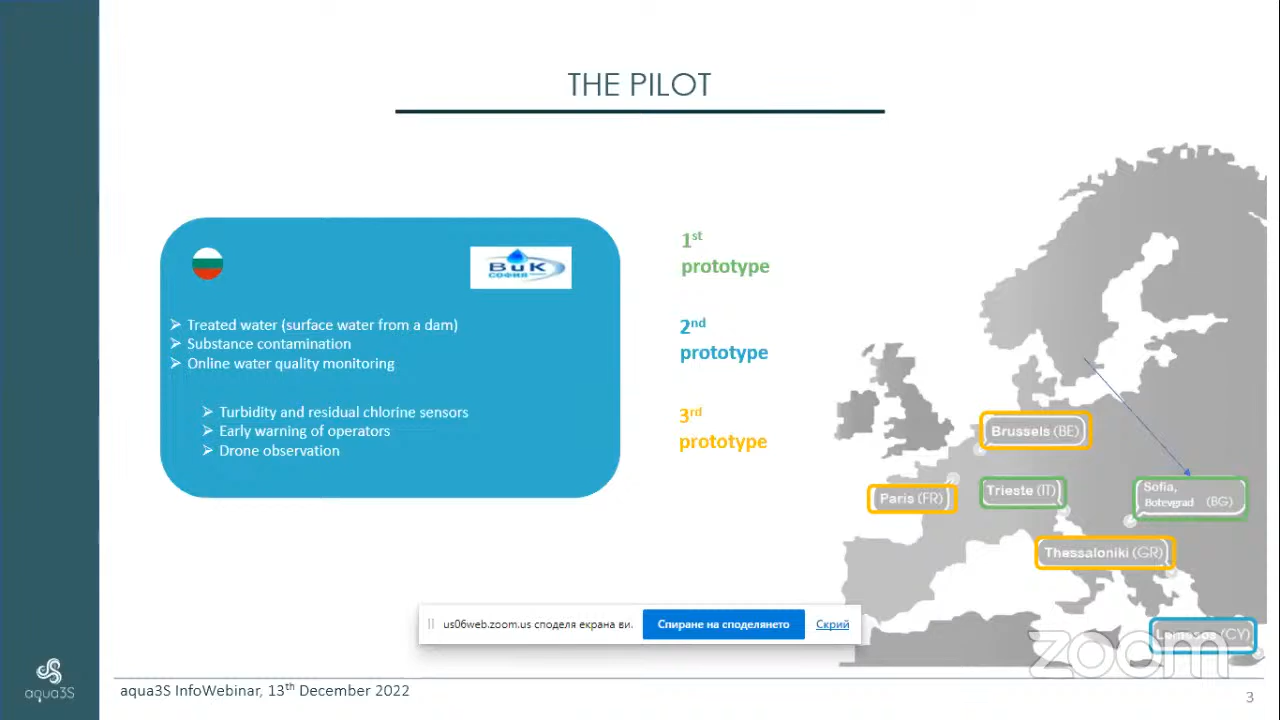 THE PILOT
ВиК
СОФИЯ
➢ Treated water (surface water from a dam)
➢ Substance contamination
➢ Online water quality monitoring
➢ Turbidity and residual chlorine sensors
➢ Early warning of operators
➢ Drone observation
1st
prototype
2nd
prototype
3rd
prototype
Brussels (BE)
Paris (FR)
Trieste (IT)
Sofia,
Botevgrad (BG)
Thessaloniki (GR)
Lemesos (CY)
zoom
us06web.zoom.us споделя екрана ви.
Спиране на споделянето
Скрий
aqua3S
aqua3S InfoWebinar, 13th December 2022
3